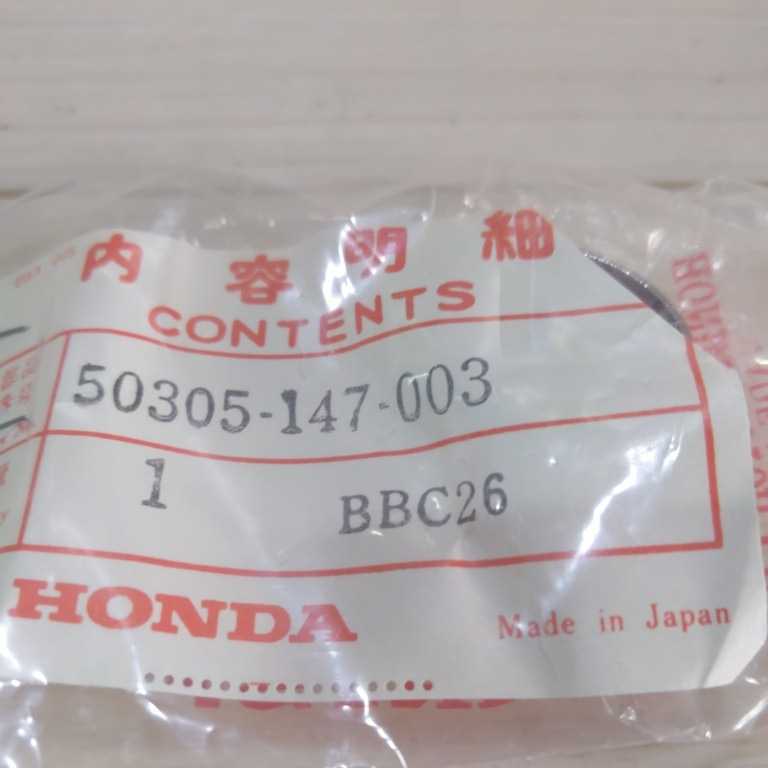 内容明細
CONTENTS
50305-147-003
1 BBC26
HONDA
Made in Japan